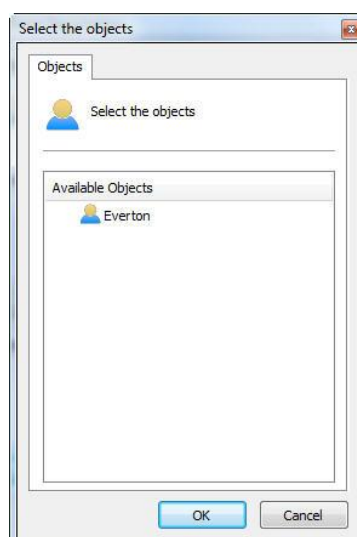 Select the objects
Objects
Select the objects
Available Objects
Everton
OK
Cancel